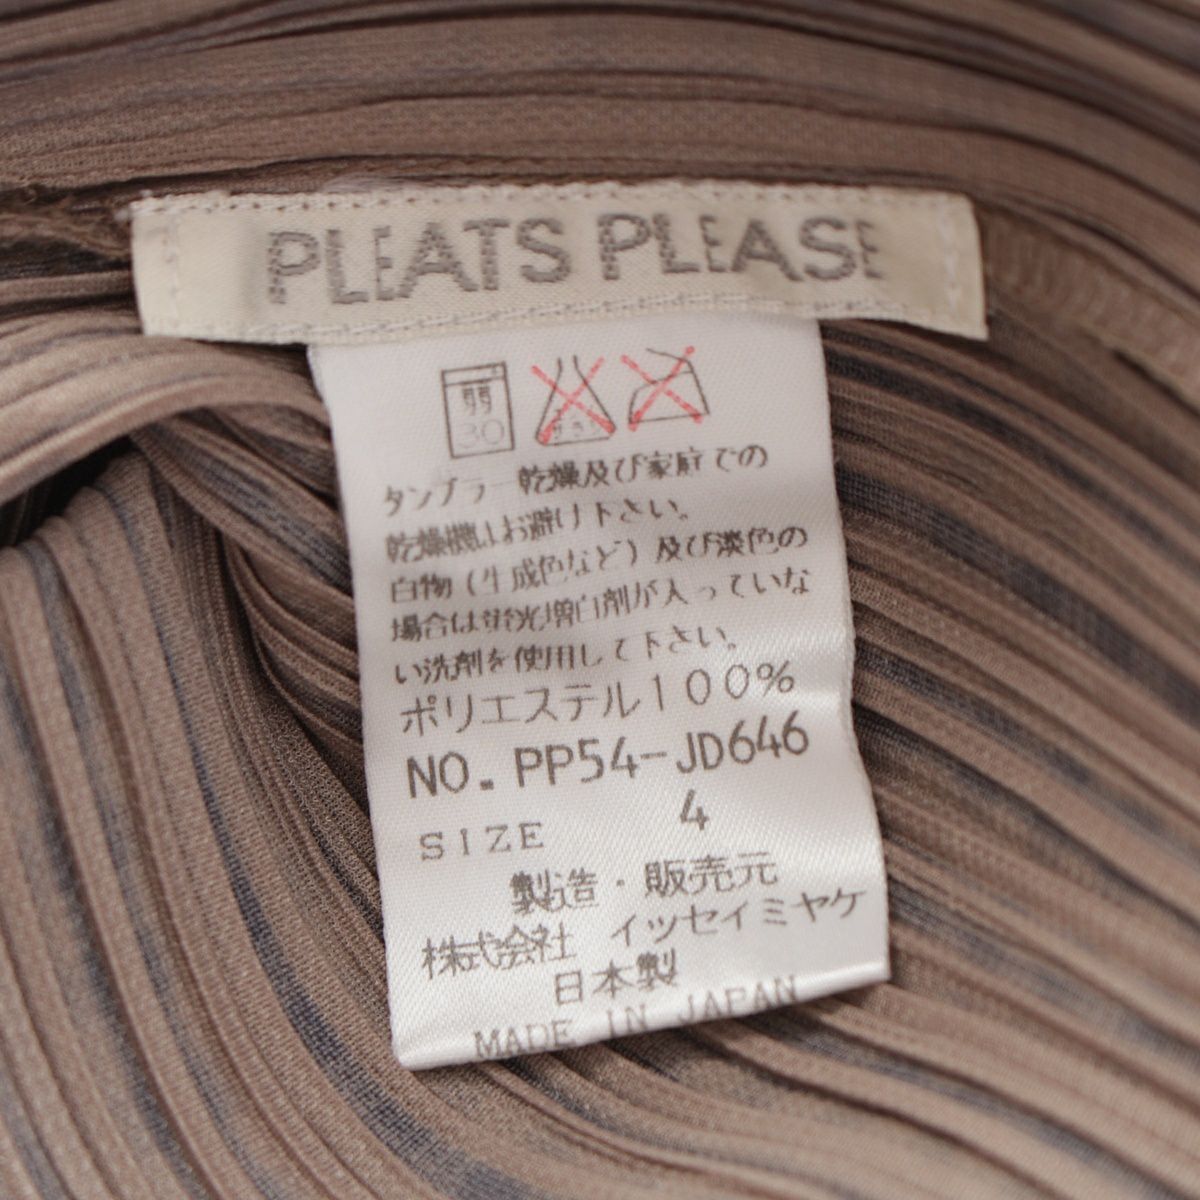 PLEATS PLEASE
弱
30
タンブラー乾燥及び家庭での
乾燥機はお避け下さい。
白物(生成色など)及び淡色の
場合は蛍光増白剤が入っていな
い洗剤を使用して下さい。
ポリエステル100%
NO. PP54-JD646
SIZE 4
製造・販売元
株式会社 イッセイミヤケ
日本製
MADE IN JAPAN